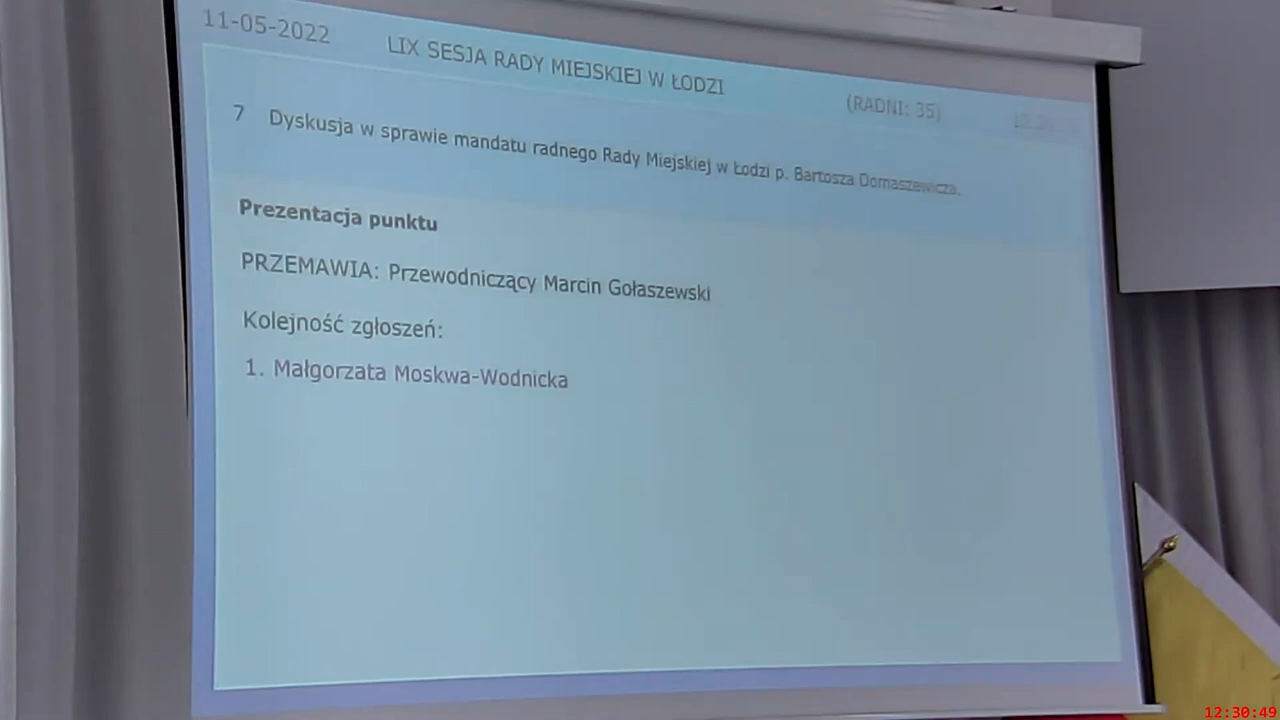 11-05-2022
LIX SESJA RADY MIEJSKIEJ W ŁODZI
(RADNI: 35)
7 Dyskusja w sprawie mandatu radnego Rady Miejskiej w Łodzi p. Bartosza Domaszewicza.
Prezentacja punktu
PRZEMAWIA: Przewodniczący Marcin Gołaszewski
Kolejność zgłoszeń:
1. Małgorzata Moskwa-Wodnicka
12:30:49